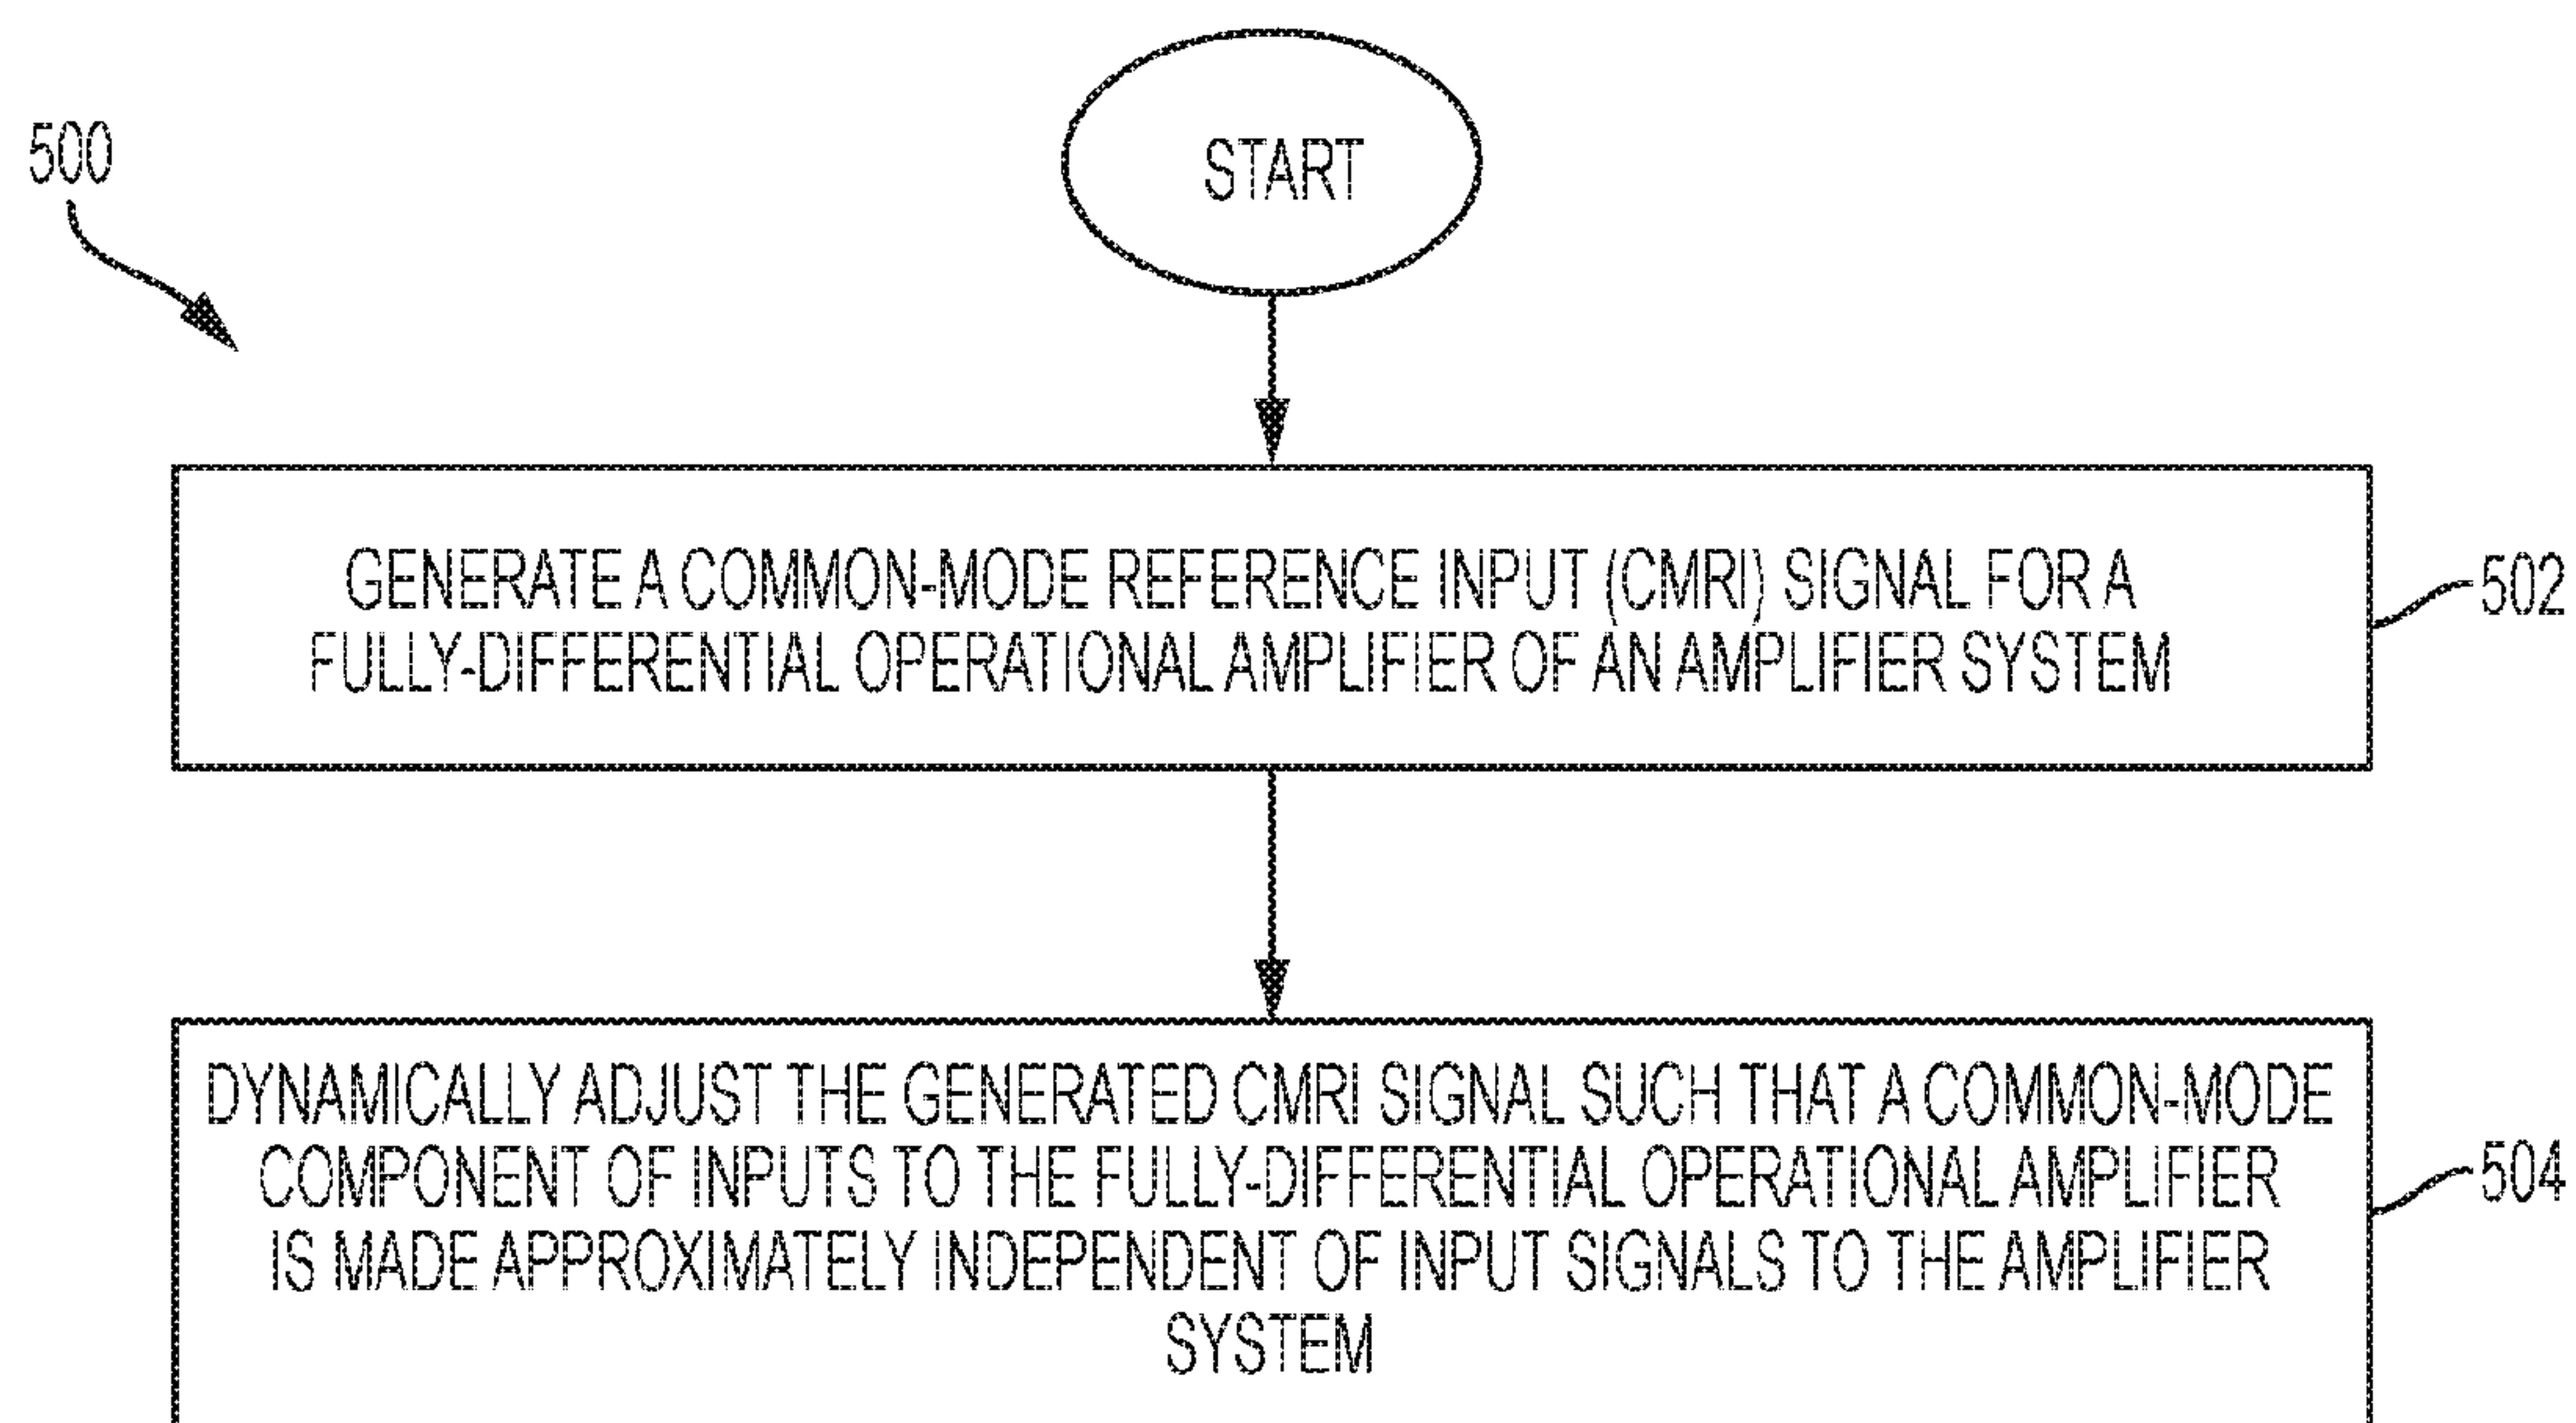 START
500
GENERATE A COMMON-MODE REFERENCE INPUT (CMRI) SIGNAL FOR A
FULLY-DIFFERENTIAL OPERATIONAL AMPLIFIER OF AN AMPLIFIER SYSTEM
502
DYNAMICALLY ADJUST THE GENERATED CMRI SIGNAL SUCH THAT A COMMON-MODE
COMPONENT OF INPUTS TO THE FULLY-DIFFERENTIAL OPERATIONAL AMPLIFIER
IS MADE APPROXIMATELY INDEPENDENT OF INPUT SIGNALS TO THE AMPLIFIER
SYSTEM
504